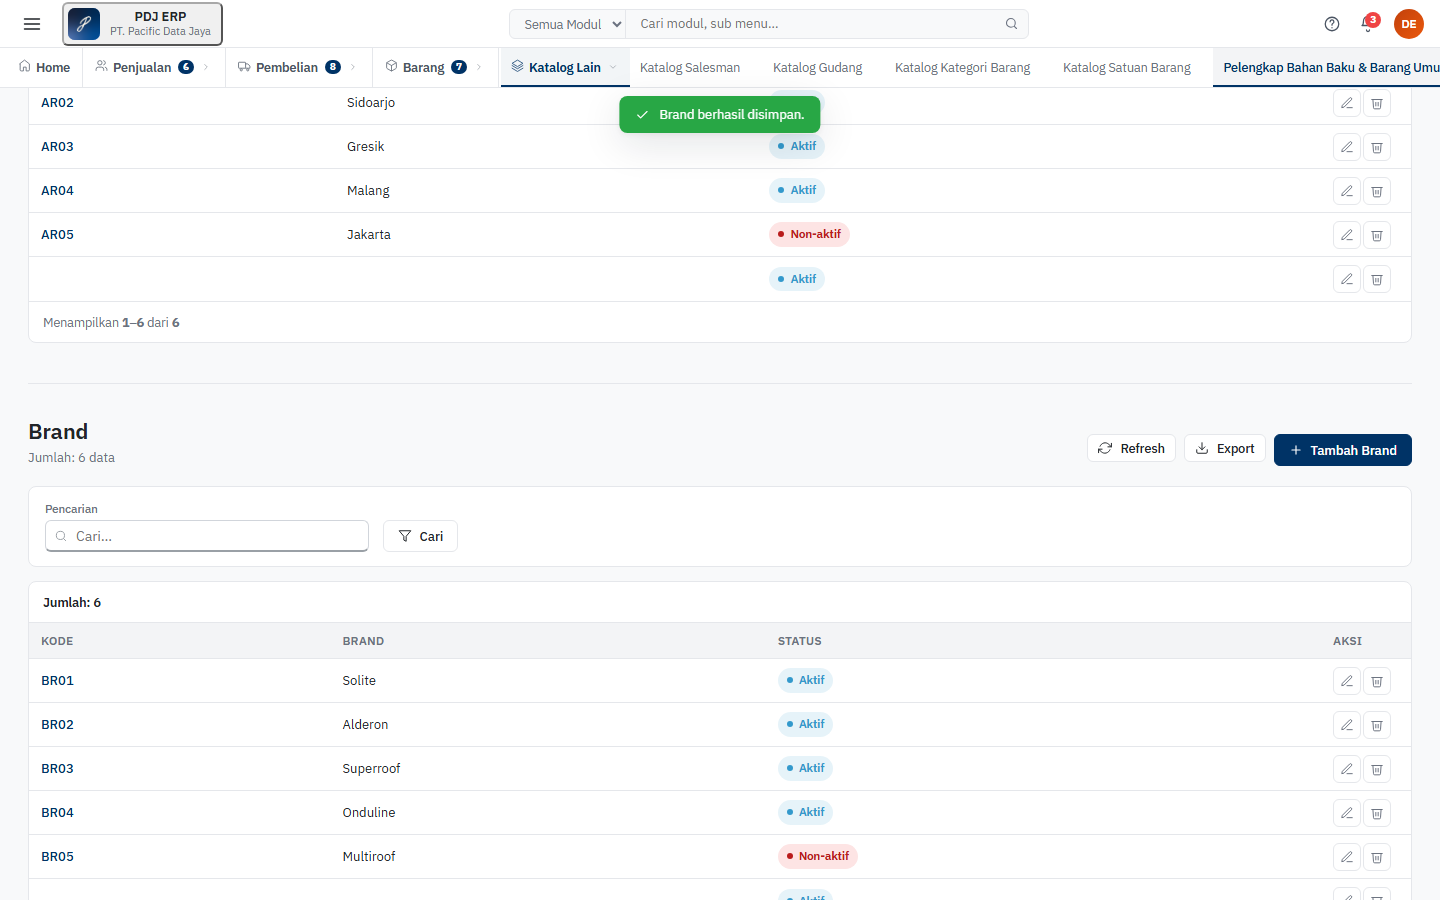 PDJ ERP
PT. Pacific Data Jaya
Semua Modul
Cari modul, sub menu...
3
DE
Home
Penjualan 6
Pembelian 8
Barang 7
Katalog Lain
Katalog Salesman
Katalog Gudang
Katalog Kategori Barang
Katalog Satuan Barang
Pelengkap Bahan Baku & Barang Umu
AR02 Sidoarjo
Brand berhasil disimpan.
AR03 Gresik Aktif
AR04 Malang Aktif
AR05 Jakarta Non-aktif
Aktif
Menampilkan 1–6 dari 6
Brand
Jumlah: 6 data
Refresh
Export
Tambah Brand
Pencarian
Cari...
Cari
Jumlah: 6
KODE BRAND STATUS AKSI
BR01 Solite Aktif
BR02 Alderon Aktif
BR03 Superroof Aktif
BR04 Onduline Aktif
BR05 Multiroof Non-aktif
Aktif